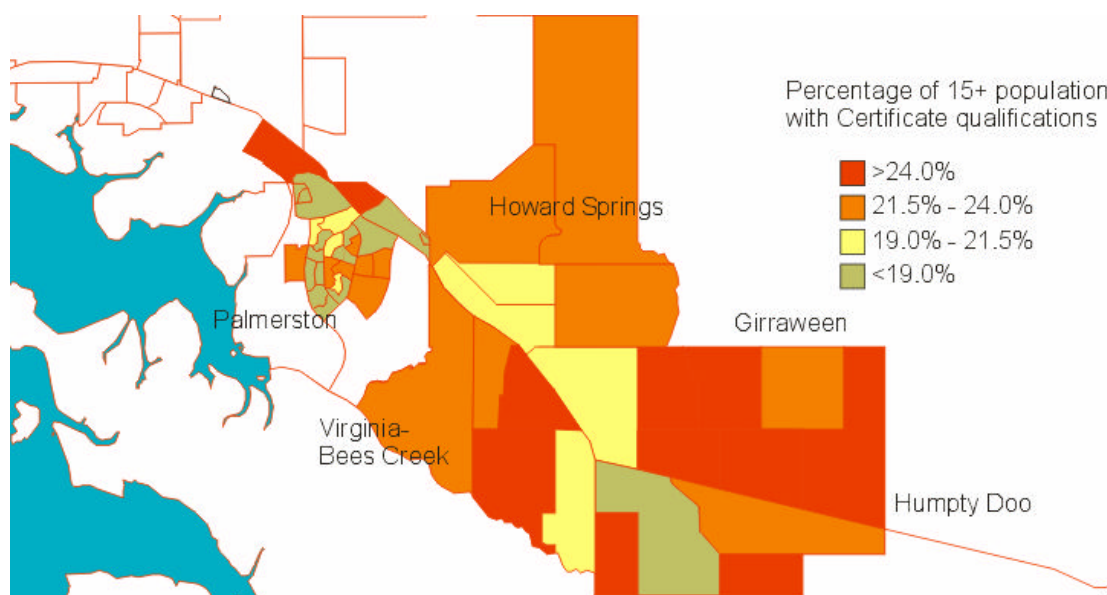 Percentage of 15+ population
with Certificate qualifications
>24.0%
21.5% - 24.0%
19.0% - 21.5%
<19.0%
Howard Springs
Palmerston
Girraween
Virginia-
Bees Creek
Humpty Doo